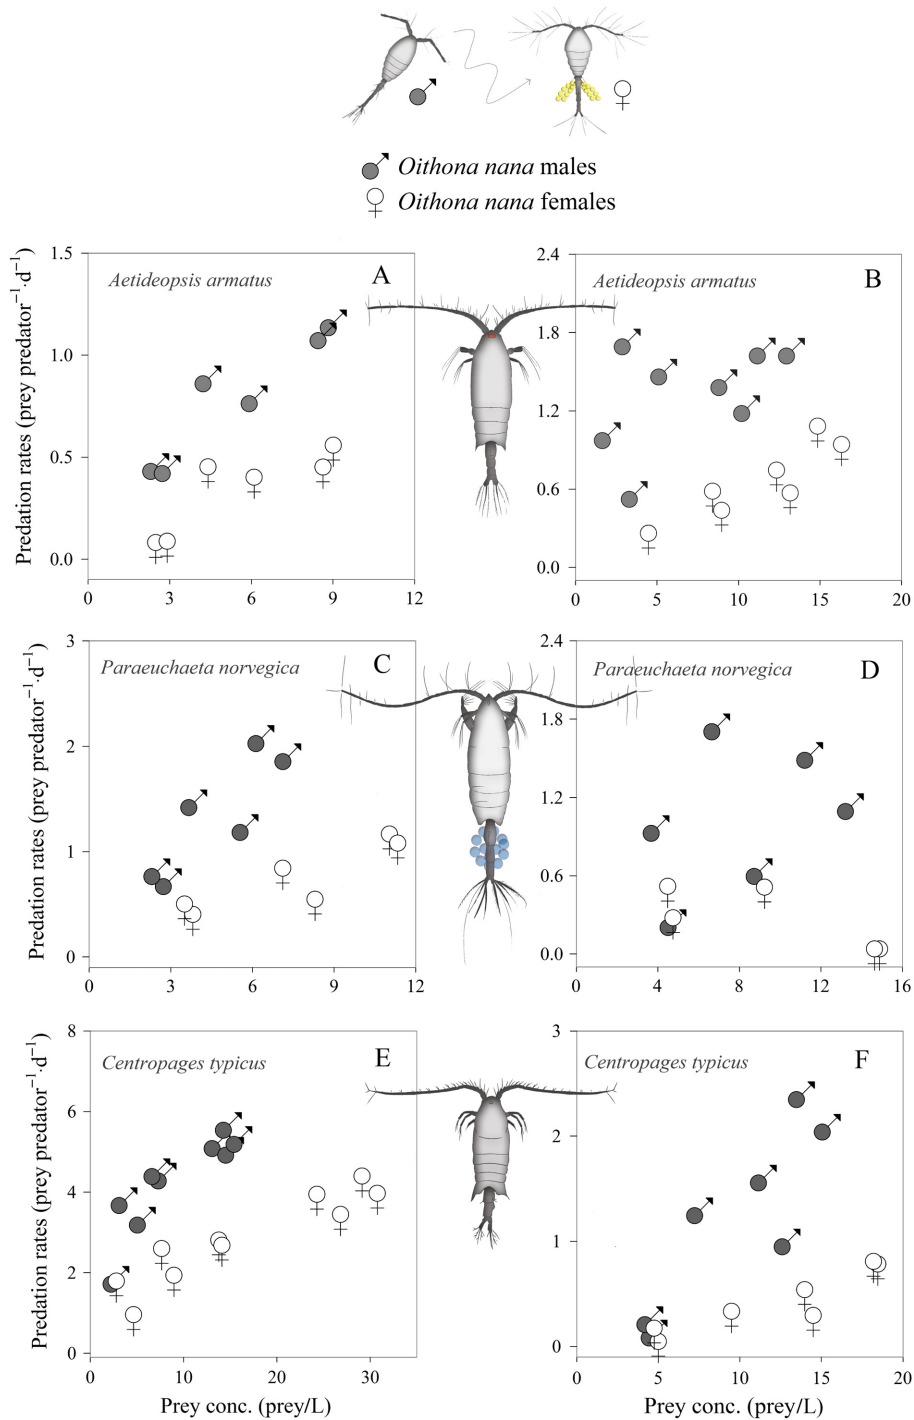 Oithona nana males
Oithona nana females
Aetideopsis armatus
A
Predation rates (prey predator⁻¹·d⁻¹)
1.5
1.0
0.5
0.0
0 3 6 9 12
Aetideopsis armatus
B
2.4
1.8
1.2
0.6
0.0
0 5 10 15 20
Paraeuchaeta norvegica
C
Predation rates (prey predator⁻¹·d⁻¹)
3
2
1
0
0 3 6 9 12
Paraeuchaeta norvegica
D
2.4
1.8
1.2
0.6
0.0
0 4 8 12 16
Centropages typicus
E
Predation rates (prey predator⁻¹·d⁻¹)
8
6
4
2
0
0 10 20 30
Prey conc. (prey/L)
Centropages typicus
F
3
2
1
0
0 5 10 15 20
Prey conc. (prey/L)